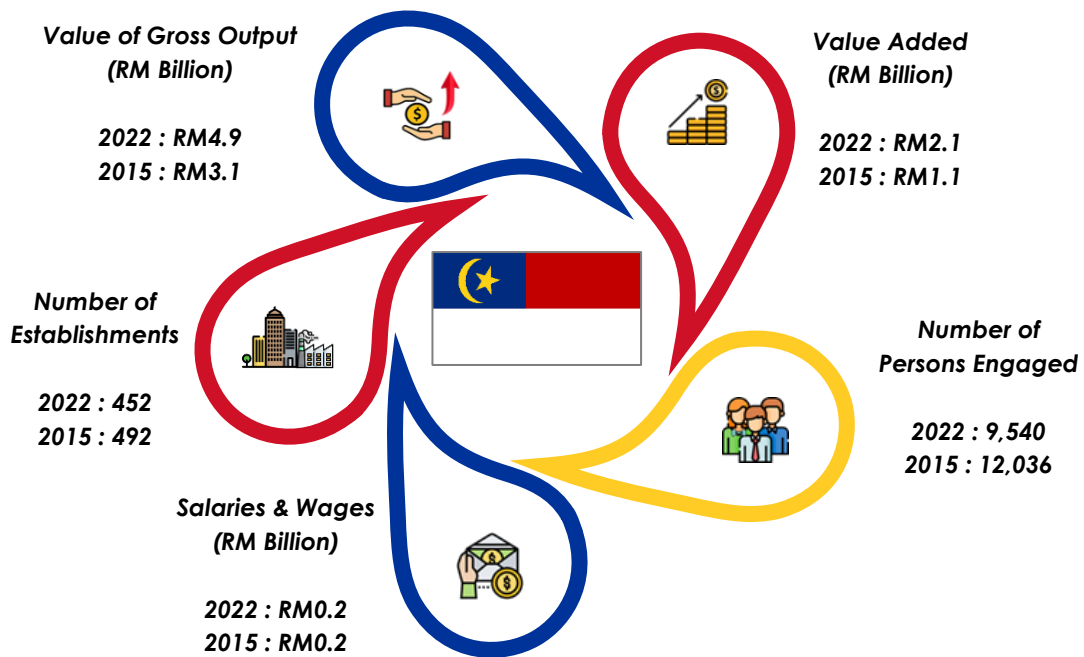 Value of Gross Output
(RM Billion)
2022 : RM4.9
2015 : RM3.1
Value Added
(RM Billion)
2022 : RM2.1
2015 : RM1.1
Number of
Establishments
2022 : 452
2015 : 492
Number of
Persons Engaged
2022 : 9,540
2015 : 12,036
Salaries & Wages
(RM Billion)
2022 : RM0.2
2015 : RM0.2